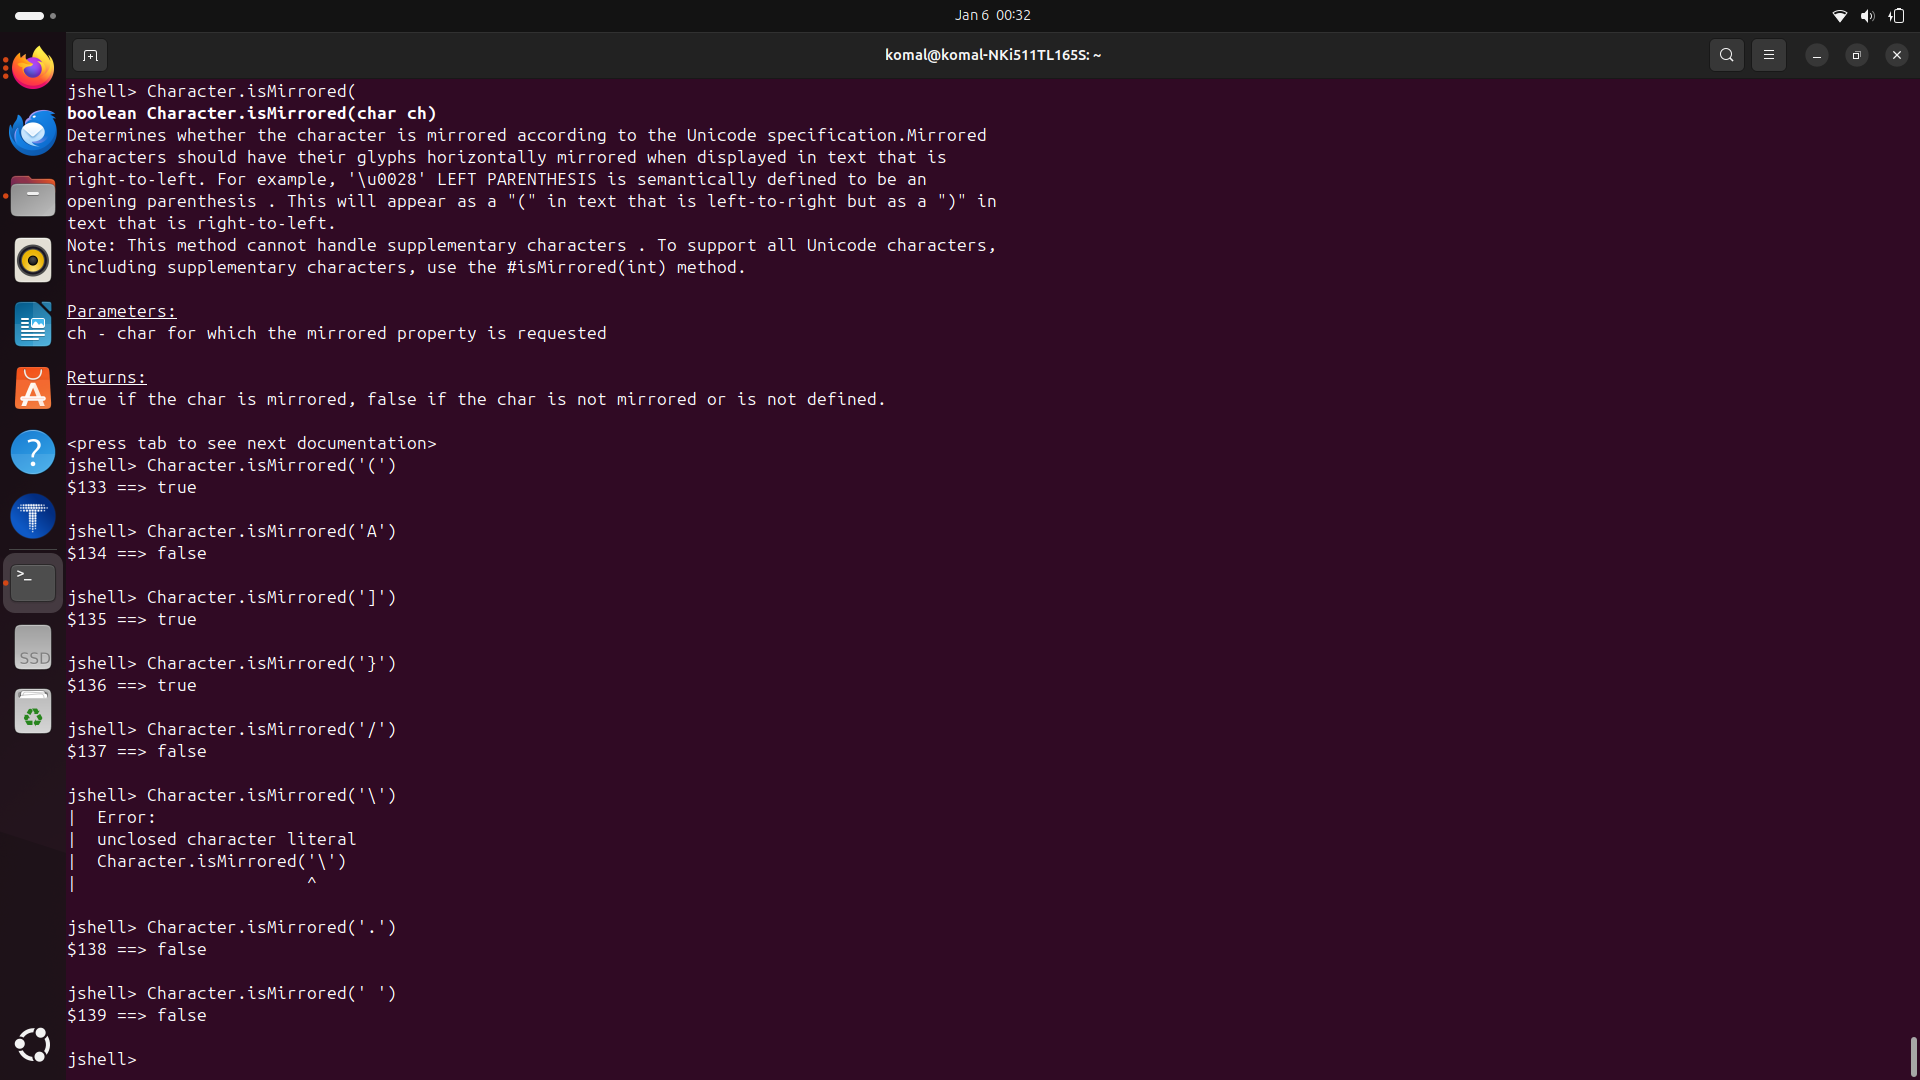 Jan 6 00:32
komal@komal-NKi511TL165S: ~
jshell> Character.isMirrored(
boolean Character.isMirrored(char ch)
Determines whether the character is mirrored according to the Unicode specification.Mirrored
characters should have their glyphs horizontally mirrored when displayed in text that is
right-to-left. For example, '\u0028' LEFT PARENTHESIS is semantically defined to be an
opening parenthesis . This will appear as a "(" in text that is left-to-right but as a ")" in
text that is right-to-left.
Note: This method cannot handle supplementary characters . To support all Unicode characters,
including supplementary characters, use the #isMirrored(int) method.
Parameters:
ch - char for which the mirrored property is requested
Returns:
true if the char is mirrored, false if the char is not mirrored or is not defined.
<press tab to see next documentation>
jshell> Character.isMirrored('(')
$133 ==> true
jshell> Character.isMirrored('A')
$134 ==> false
jshell> Character.isMirrored(']')
$135 ==> true
jshell> Character.isMirrored('}')
$136 ==> true
jshell> Character.isMirrored('/')
$137 ==> false
jshell> Character.isMirrored('\')
|  Error:
|  unclosed character literal
|  Character.isMirrored('\')
|                        ^
jshell> Character.isMirrored('.')
$138 ==> false
jshell> Character.isMirrored(' ')
$139 ==> false
jshell>
SSD